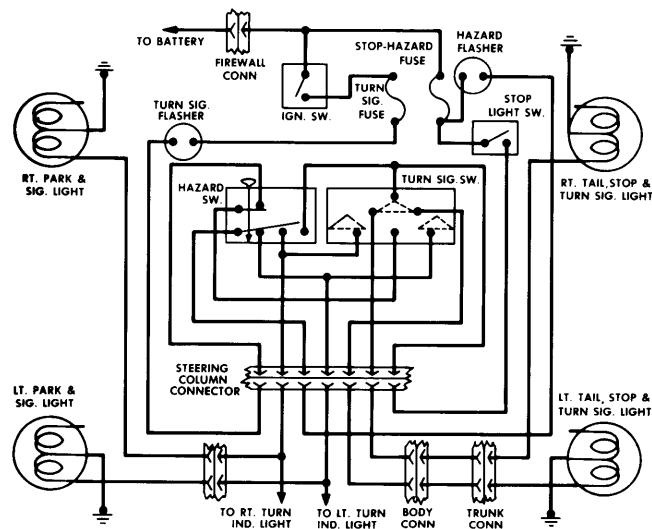 TO BATTERY
FIREWALL
CONN
STOP-HAZARD
FUSE
HAZARD
FLASHER
TURN SIG.
FLASHER
IGN. SW.
TURN
SIG.
FUSE
STOP
LIGHT SW.
RT. PARK &
SIG. LIGHT
HAZARD
SW.
TURN SIG. SW.
RT. TAIL, STOP &
TURN SIG. LIGHT
STEERING
COLUMN
CONNECTOR
LT. PARK &
SIG. LIGHT
LT. TAIL, STOP &
TURN SIG. LIGHT
TO RT. TURN
IND. LIGHT
TO LT. TURN
IND. LIGHT
BODY
CONN
TRUNK
CONN